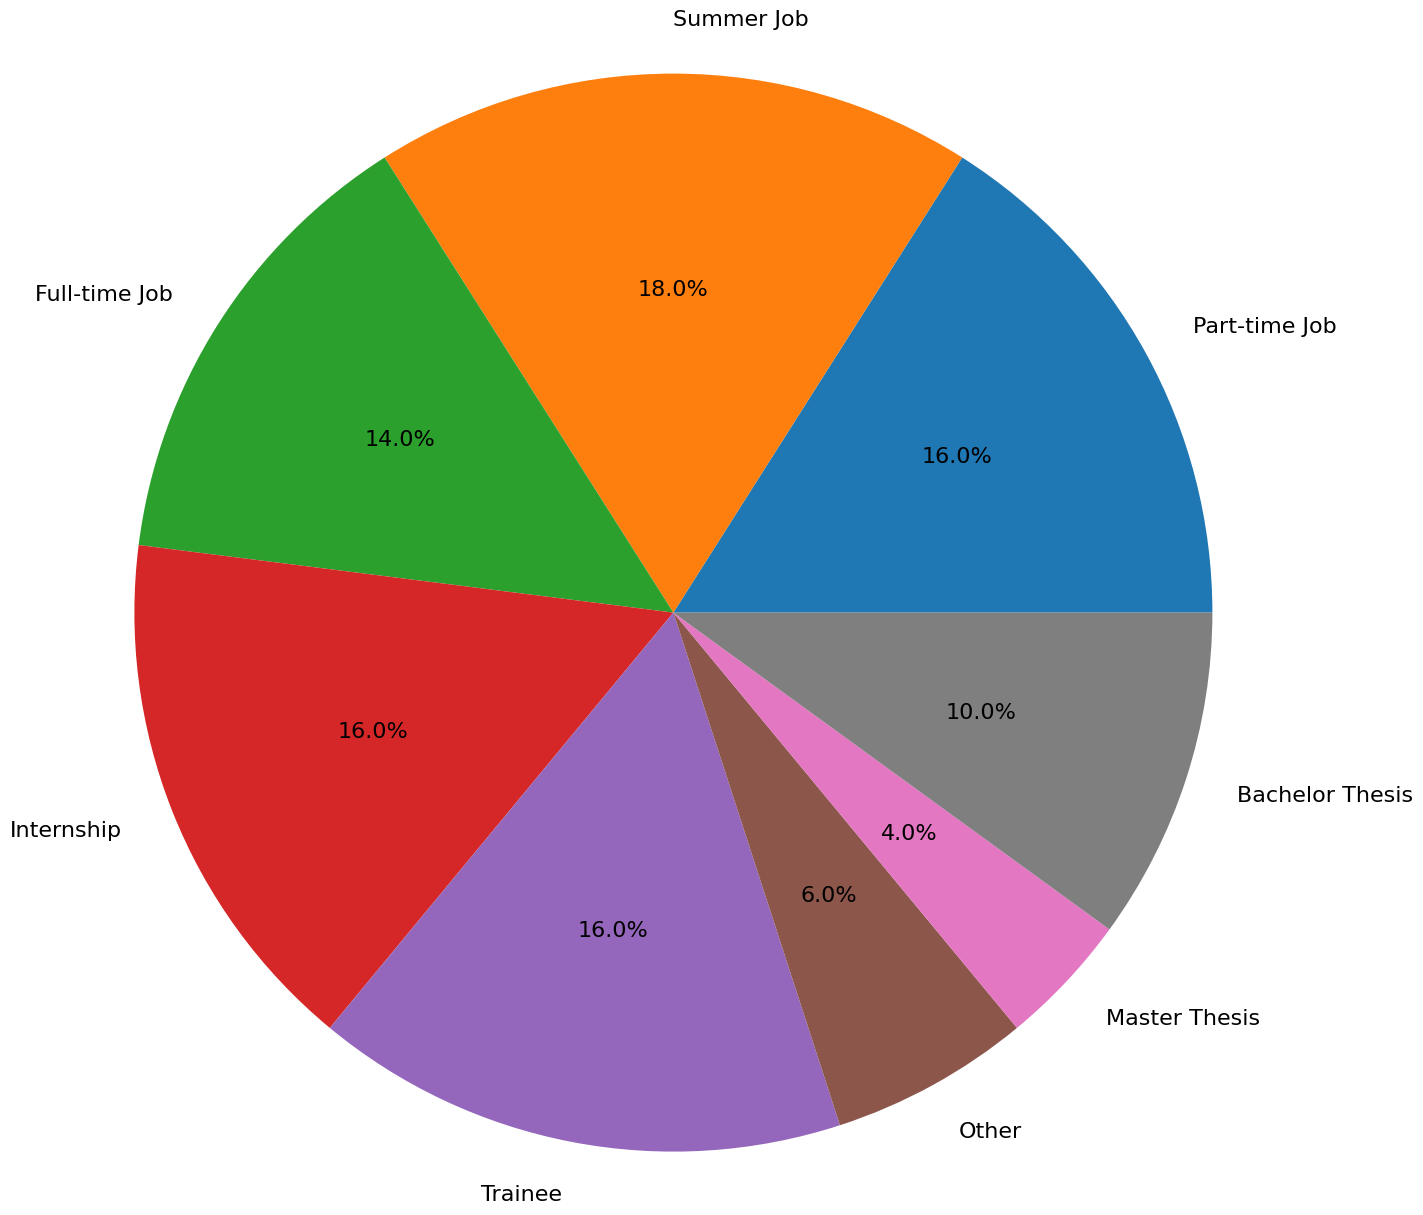 Summer Job
Full-time Job
18.0%
Part-time Job
14.0%
16.0%
16.0%
10.0%
Internship
Bachelor Thesis
4.0%
6.0%
16.0%
Master Thesis
Other
Trainee